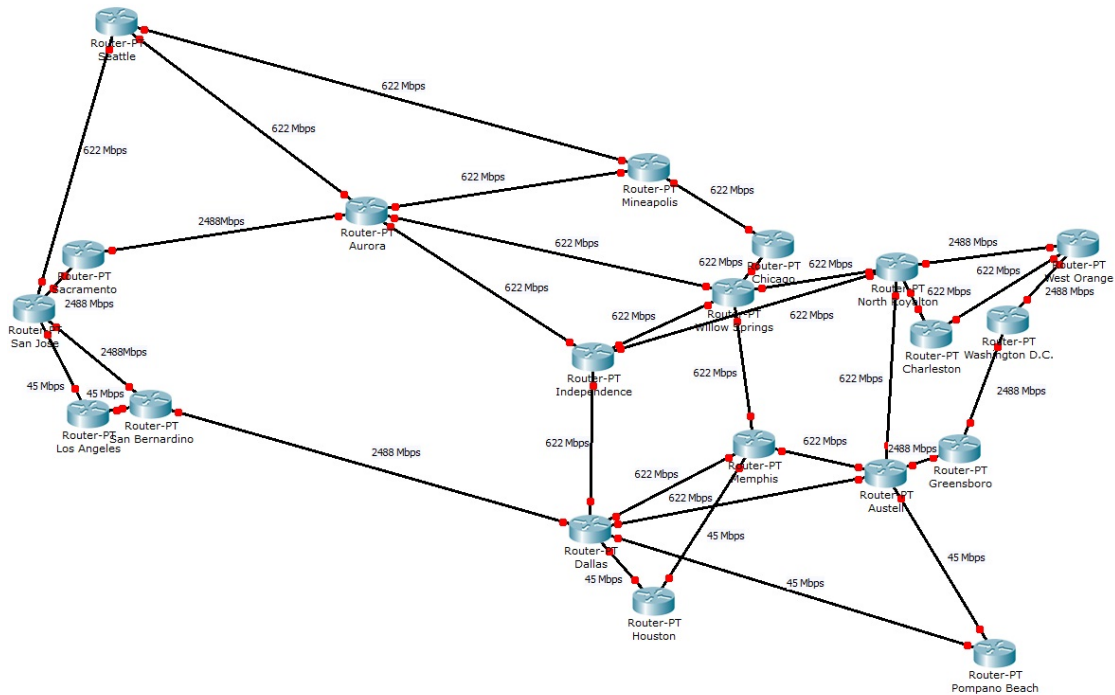 Router-PT
Seattle
622 Mbps
622 Mbps
622 Mbps
Router-PT
Mineapolis
622 Mbps
622 Mbps
2488Mbps
Router-PT
Aurora
622 Mbps
Router-PT
Chicago
622 Mbps
622 Mbps
2488 Mbps
Router-PT
West Orange
622 Mbps
2488 Mbps
Router-PT
Sacramento
2488 Mbps
622 Mbps
Router-PT
North Royalton
Router-PT
San Jose
Router-PT
Willow Springs
622 Mbps
622 Mbps
Router-PT
Washington D.C.
Router-PT
Charleston
2488Mbps
45 Mbps
45 Mbps
Router-PT
Independence
622 Mbps
622 Mbps
2488 Mbps
Router-PT
Los Angeles
Router-PT
San Bernardino
622 Mbps
2488 Mbps
622 Mbps
2488 Mbps
Router-PT
Memphis
622 Mbps
622 Mbps
Router-PT
Greensboro
Router-PT
Austell
45 Mbps
Router-PT
Dallas
45 Mbps
45 Mbps
45 Mbps
Router-PT
Houston
Router-PT
Pompano Beach